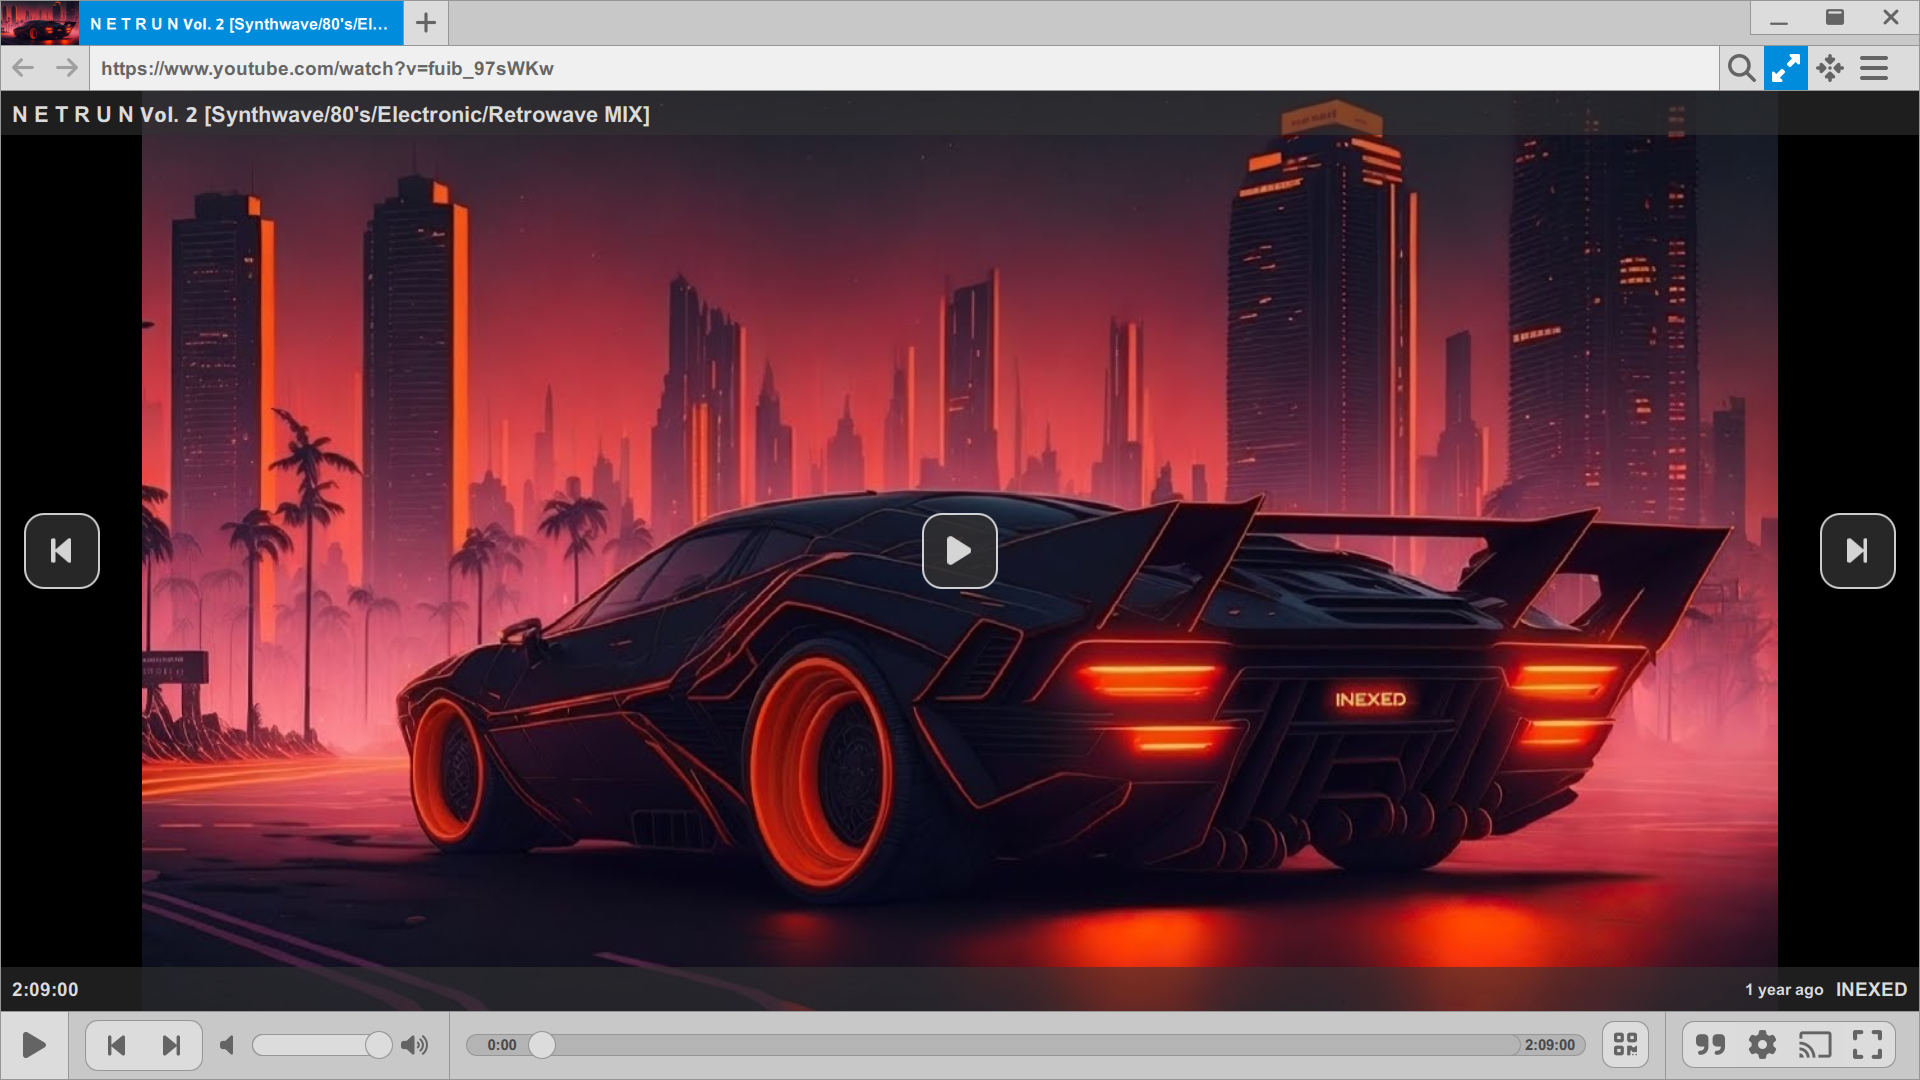 N E T R U N Vol. 2 [Synthwave/80's/El...
https://www.youtube.com/watch?v=fuib_97sWKw
N E T R U N Vol. 2 [Synthwave/80's/Electronic/Retrowave MIX]
INEXED
2:09:00
1 year ago INEXED
0:00
2:09:00